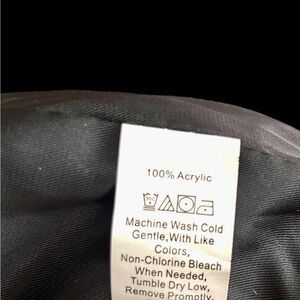 100% Acrylic
Machine Wash Cold
Gentle,With Like
Colors,
Non-Chlorine Bleach
When Needed,
Tumble Dry Low,
Remove Promptly.